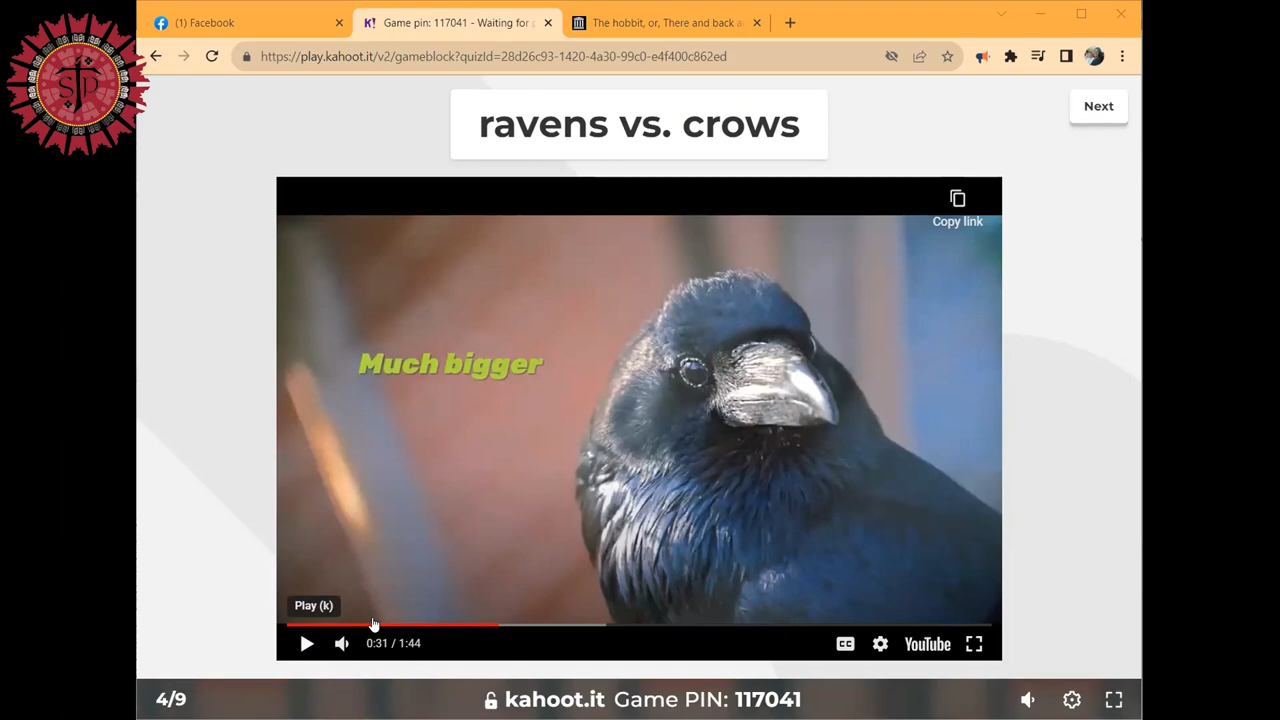 (1) Facebook
K! Game pin: 117041 - Waiting for
The hobbit, or, There and back a
https://play.kahoot.it/v2/gameblock?quizId=28d26c93-1420-4a30-99c0-e4f400c862ed
STP
ravens vs. crows
Next
Copy link
Much bigger
Play (k)
0:31 / 1:44
CC
YouTube
4/9
kahoot.it Game PIN: 117041